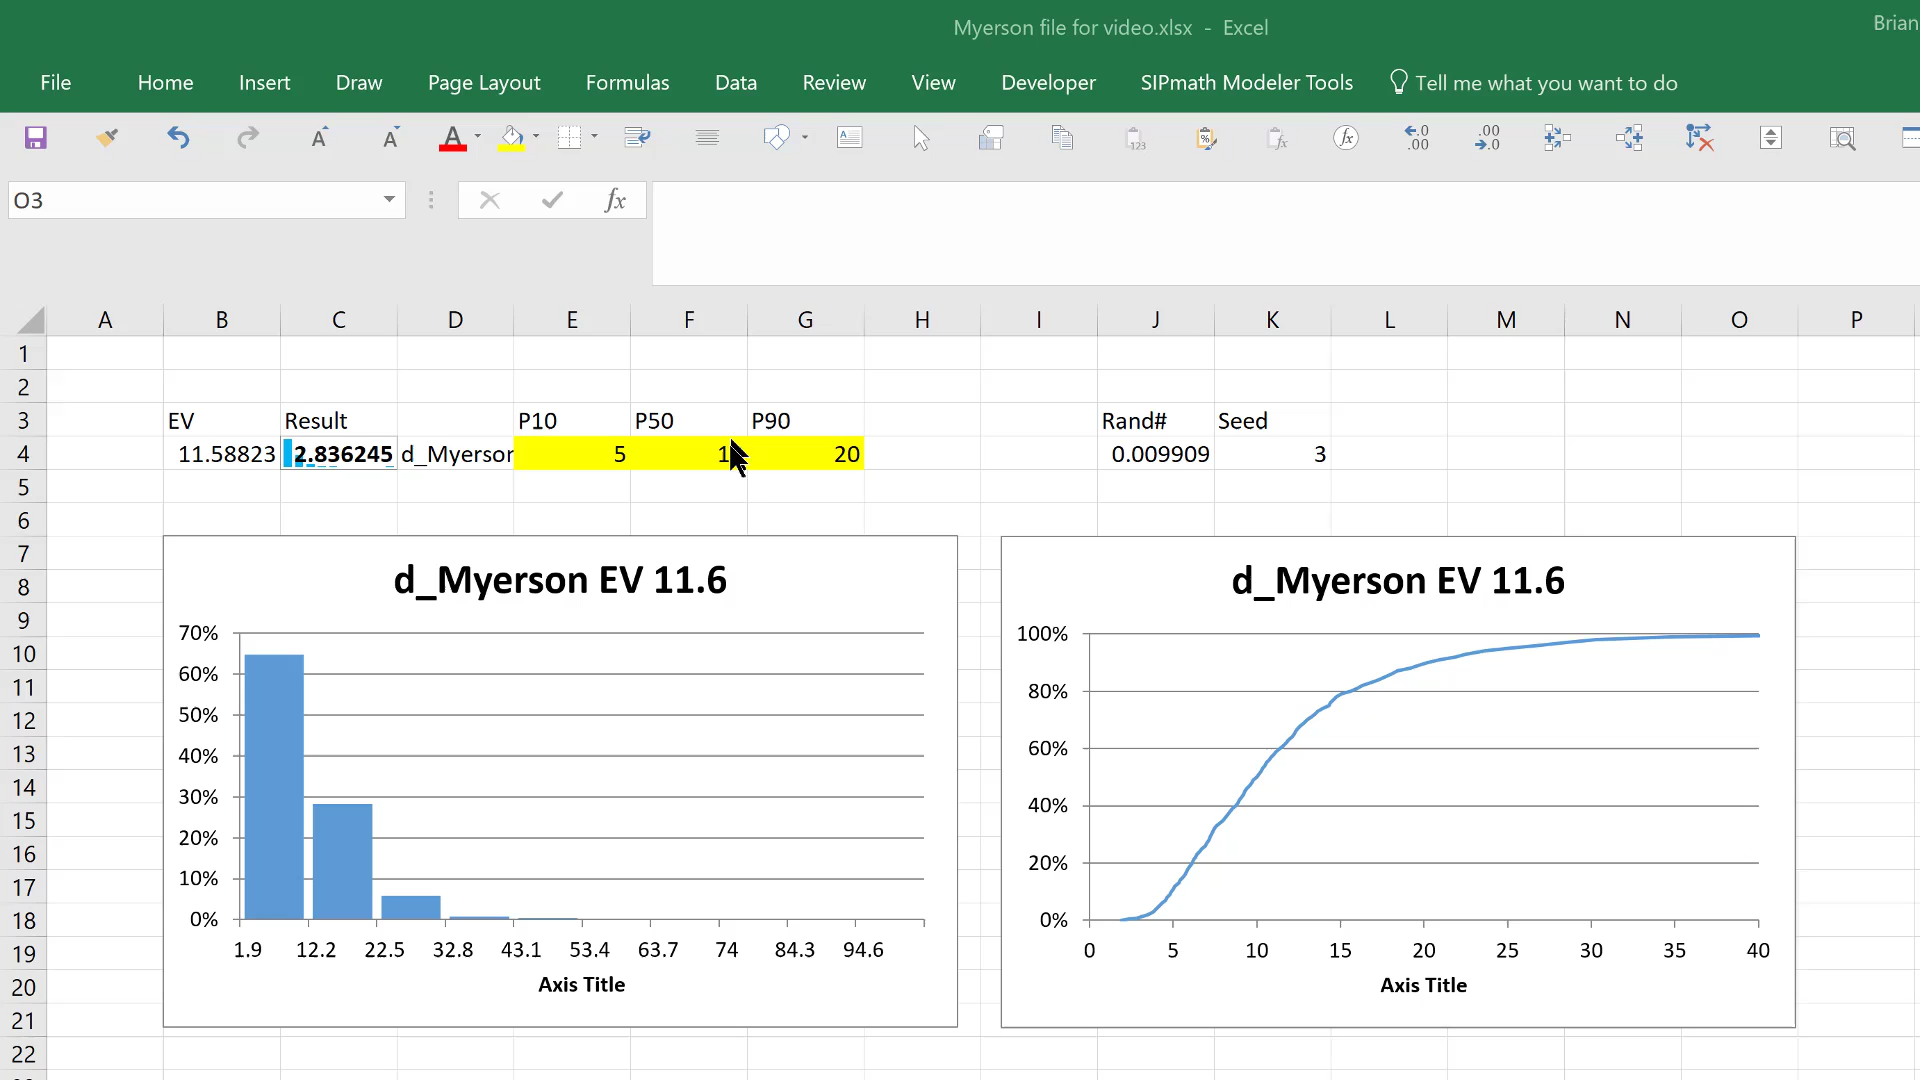 Myerson file for video.xlsx - Excel
Brian
File Home Insert Draw Page Layout Formulas Data Review View Developer SIPmath Modeler Tools Tell me what you want to do
O3
fx
A B C D E F G H I J K L M N O P
1
2
3 EV Result P10 P50 P90 Rand# Seed
4 11.58823 2.836245 d_Myerson 5 20 0.009909 3
5
6
7
8
9
10
11
12
13
14
15
16
17
18
19
20
21
22
d_Myerson EV 11.6
70%
60%
50%
40%
30%
20%
10%
0%
1.9 12.2 22.5 32.8 43.1 53.4 63.7 74 84.3 94.6
Axis Title
d_Myerson EV 11.6
100%
80%
60%
40%
20%
0%
0 5 10 15 20 25 30 35 40
Axis Title